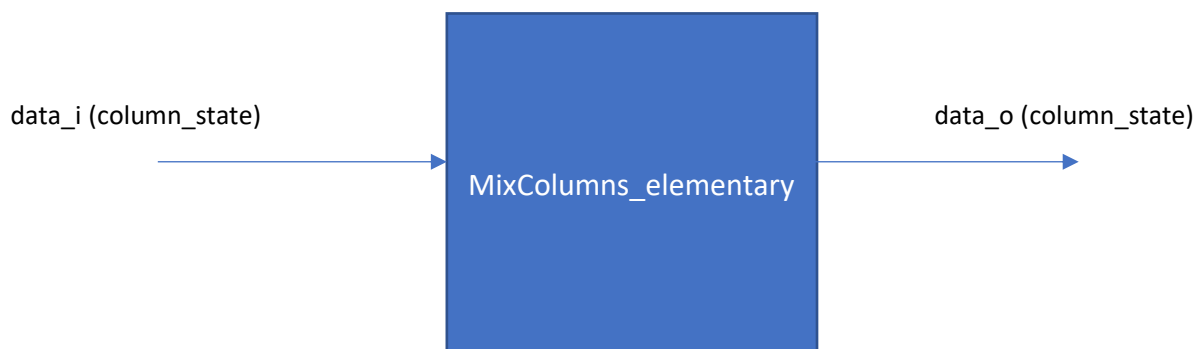 data_i (column_state)
data_o (column_state)
MixColumns_elementary